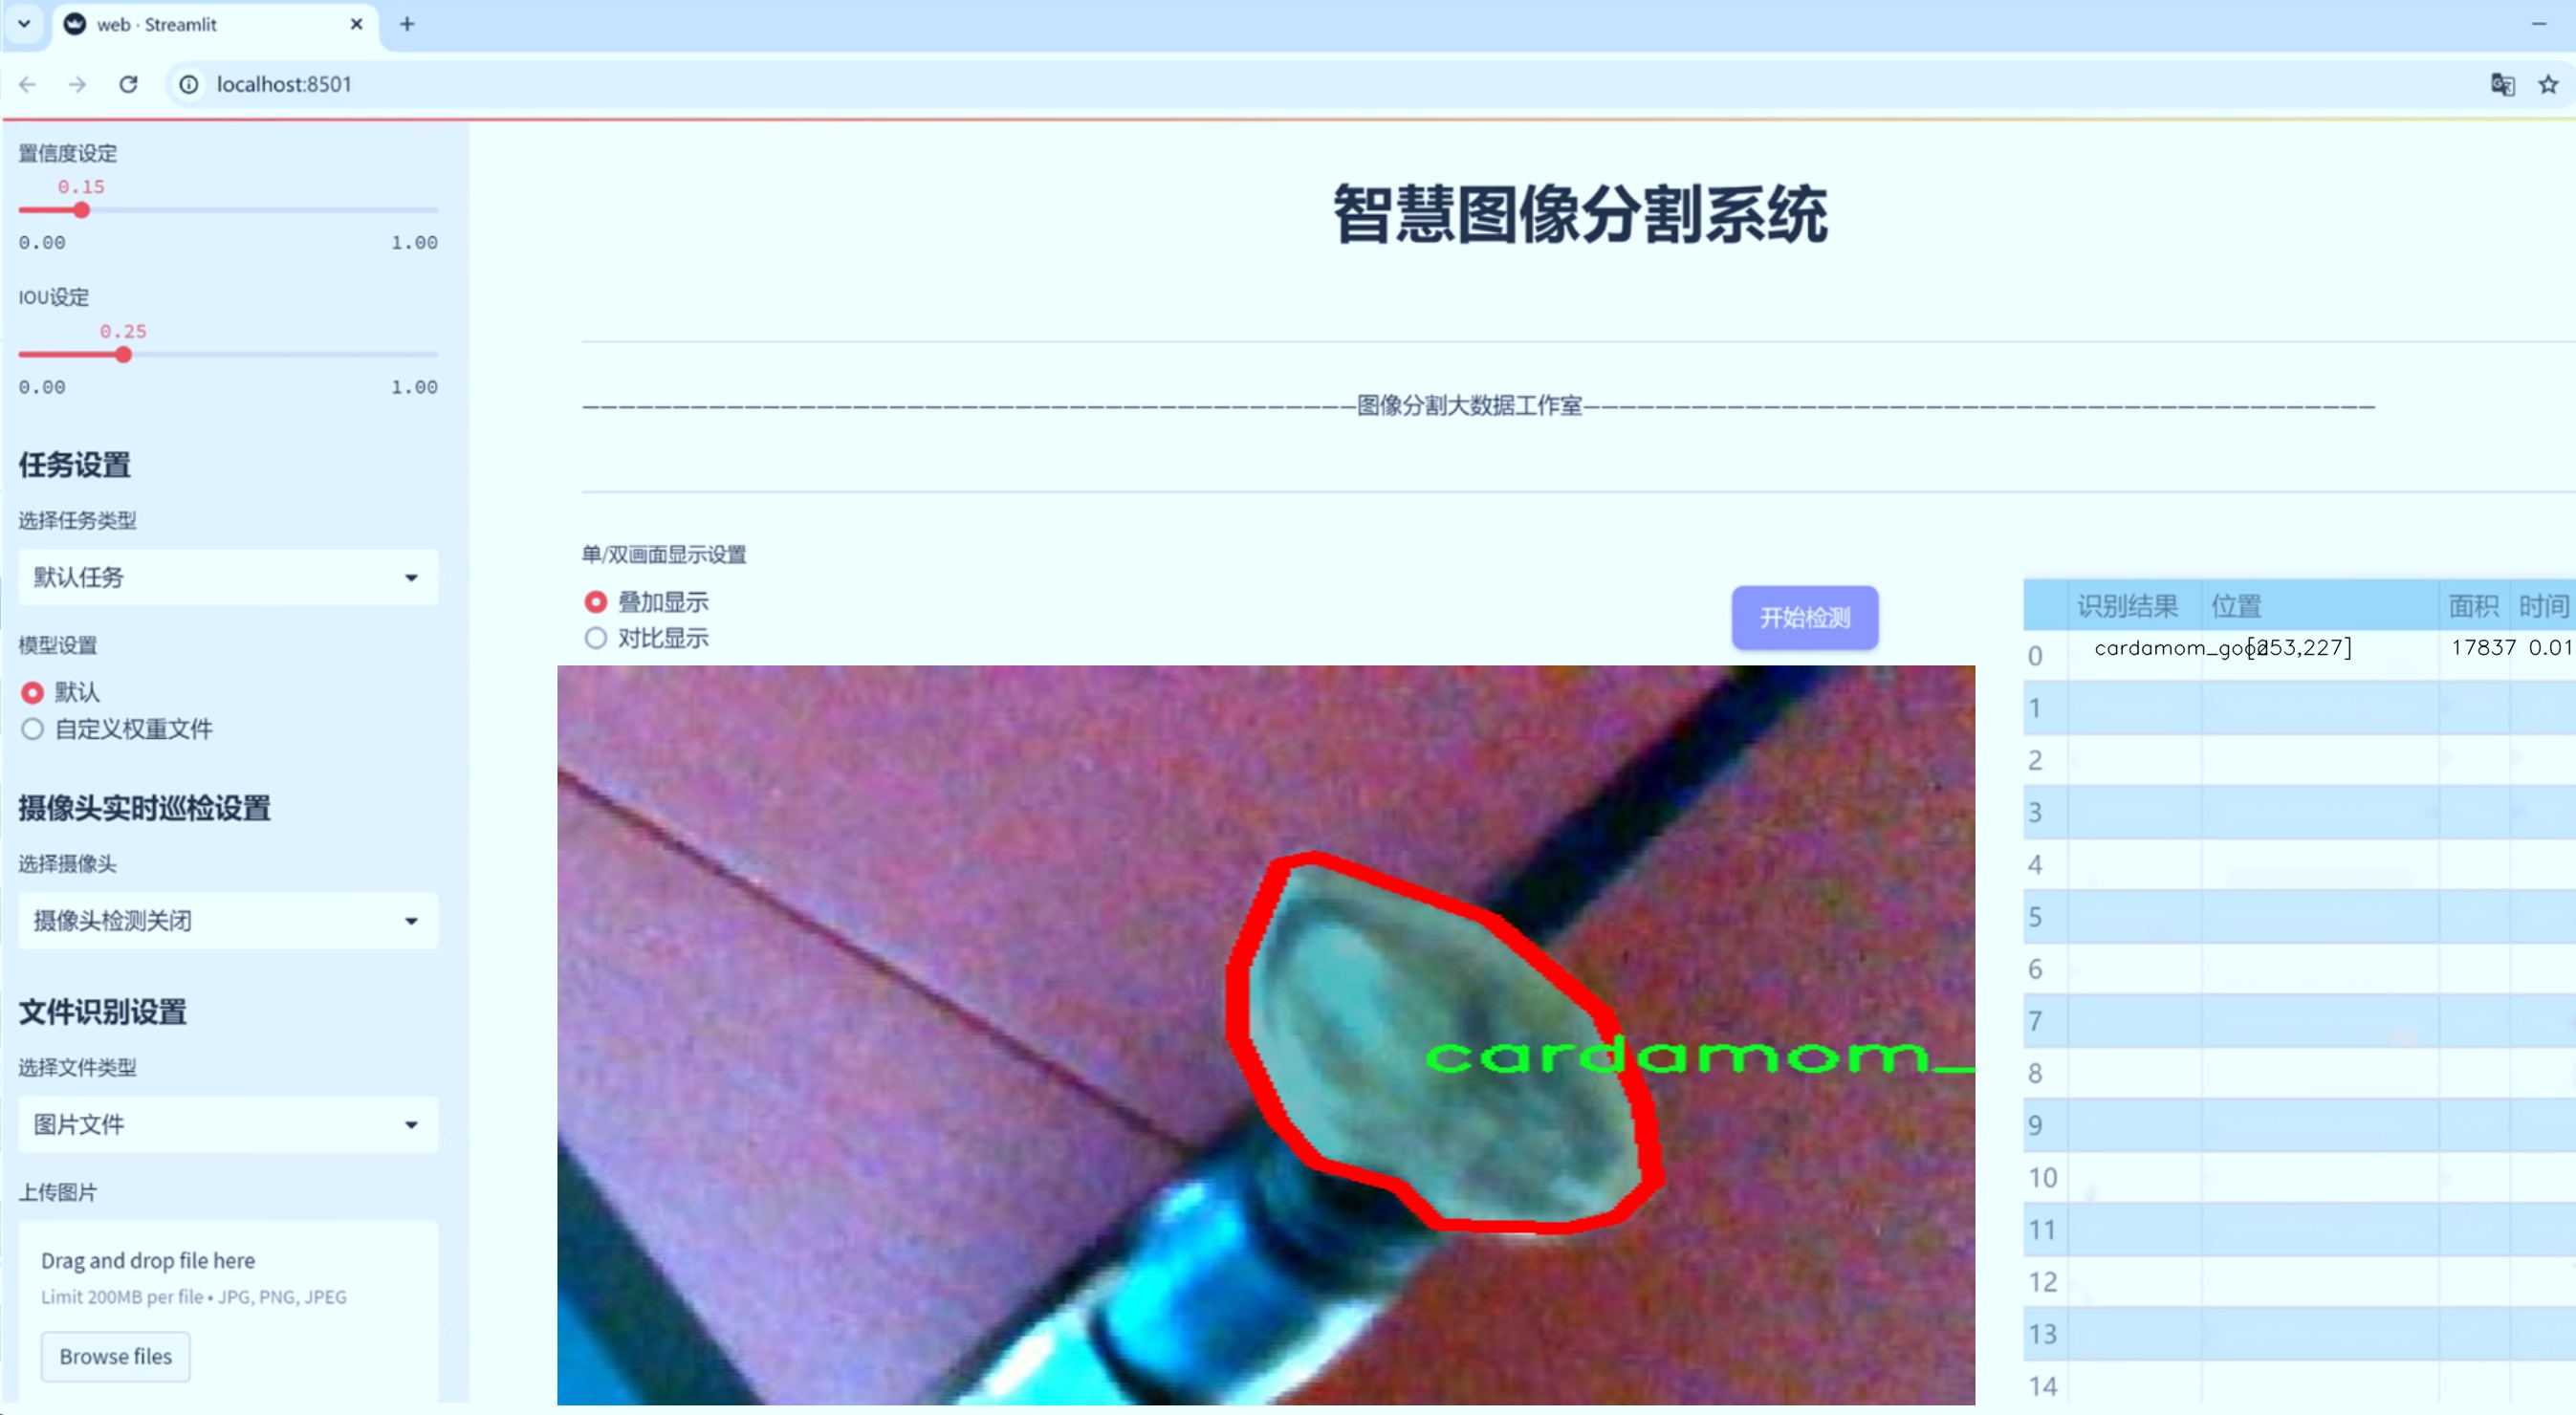 web · Streamlit
localhost:8501
置信度设定
0.15
0.00 1.00
IOU设定
0.25
0.00 1.00
任务设置
选择任务类型
默认任务
模型设置
默认
自定义权重文件
摄像头实时巡检设置
选择摄像头
摄像头检测关闭
文件识别设置
选择文件类型
图片文件
上传图片
Drag and drop file here
Limit 200MB per file • JPG, PNG, JPEG
Browse files
智慧图像分割系统
图像分割大数据工作室
单/双画面显示设置
叠加显示
对比显示
开始检测
cardamom_
识别结果 位置 面积 时间
0 cardamom_good [253,227] 17837 0.01
1
2
3
4
5
6
7
8
9
10
11
12
13
14